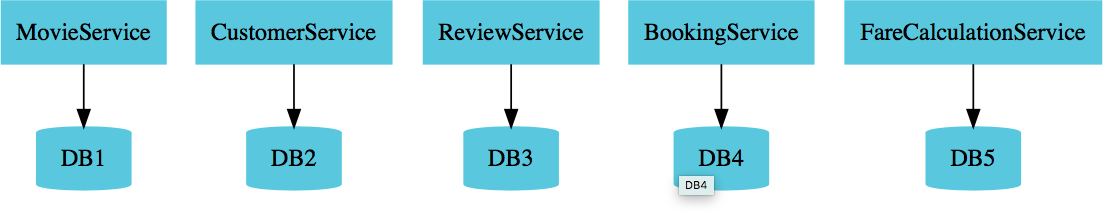 MovieService
CustomerService
ReviewService
BookingService
FareCalculationService
DB1
DB2
DB3
DB4
DB5
DB4